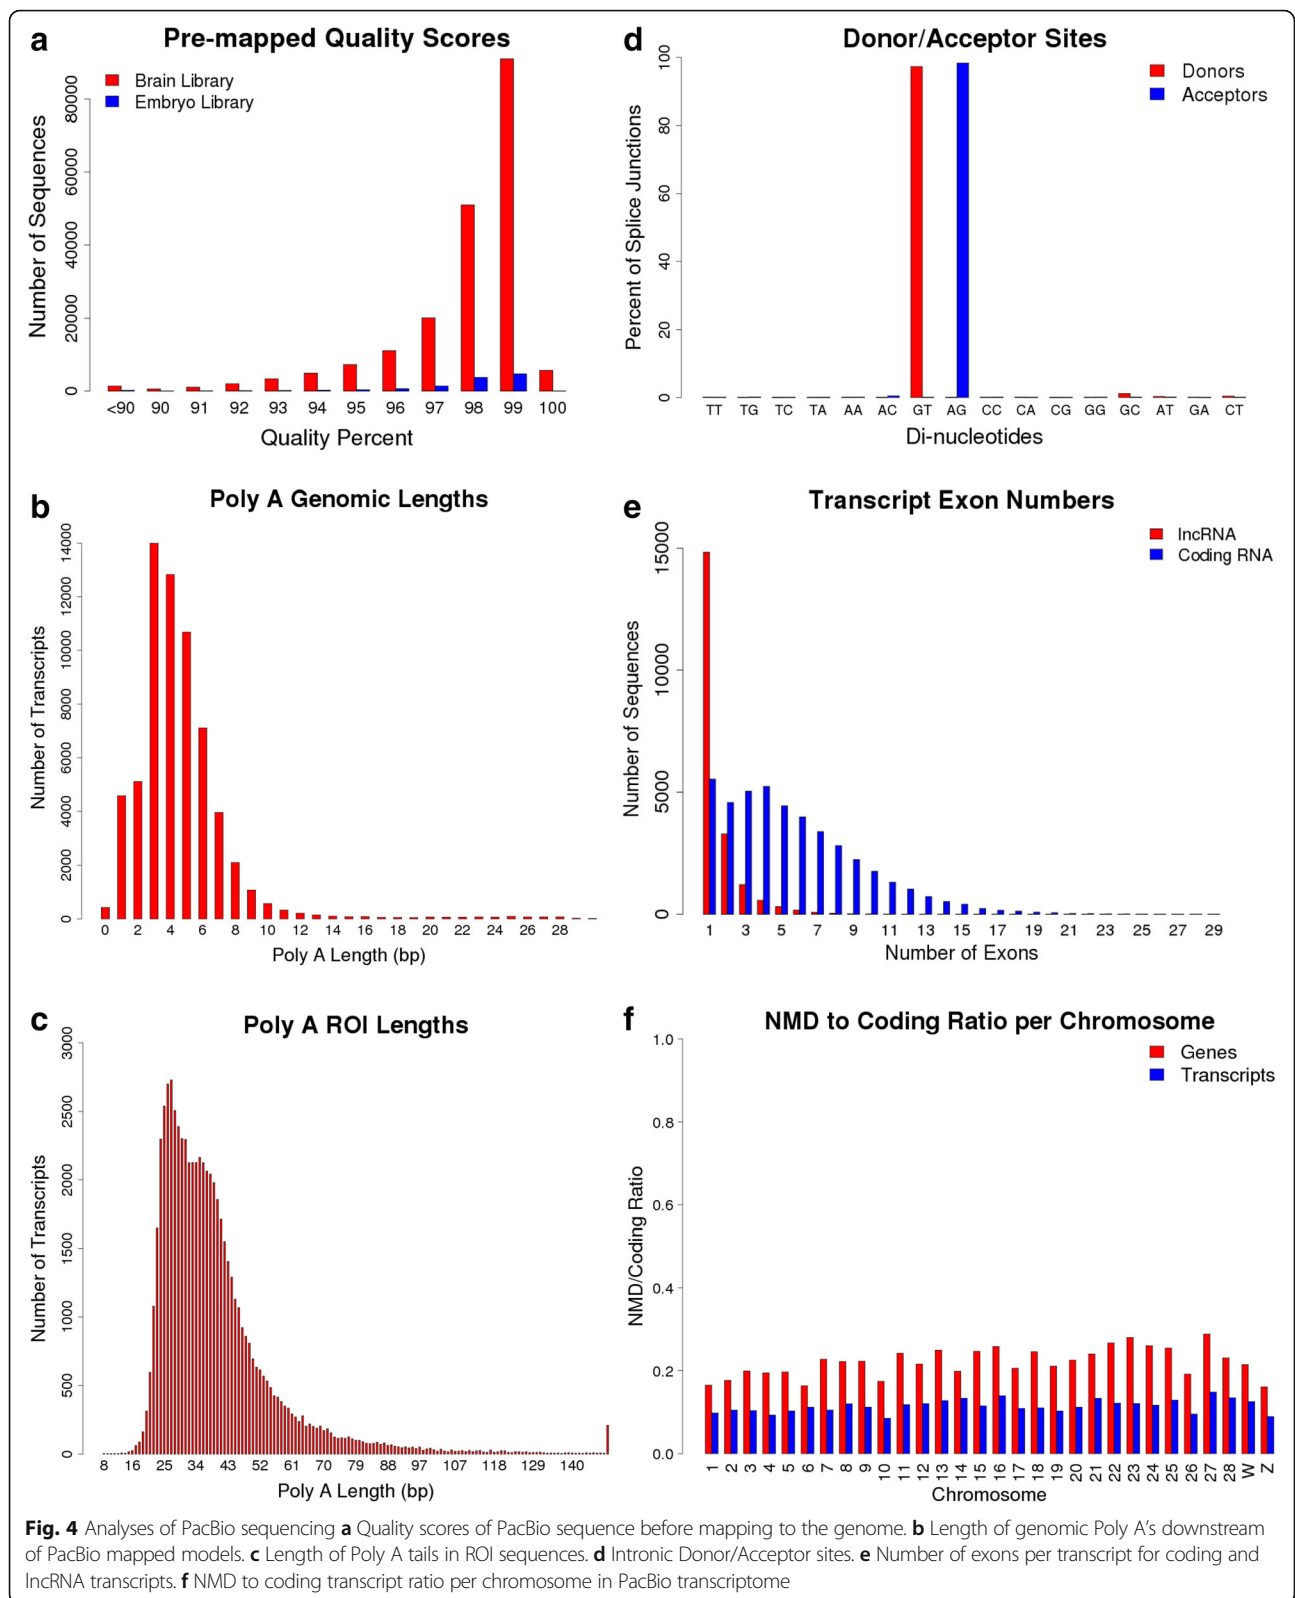 a
Pre-mapped Quality Scores
Brain Library
Embryo Library
Number of Sequences
0 20000 40000 60000 80000
<90 90 91 92 93 94 95 96 97 98 99 100
Quality Percent
d
Donor/Acceptor Sites
Donors
Acceptors
Percent of Splice Junctions
0 20 40 60 80 100
TT TG TC TA AA AC GT AG CC CA CG GG GC AT GA CT
Di-nucleotides
b
Poly A Genomic Lengths
Number of Transcripts
0 2000 4000 6000 8000 10000 12000 14000
0 2 4 6 8 10 12 14 16 18 20 22 24 26 28
Poly A Length (bp)
e
Transcript Exon Numbers
lncRNA
Coding RNA
Number of Sequences
0 5000 10000 15000
1 3 5 7 9 11 13 15 17 19 21 23 25 27 29
Number of Exons
c
Poly A ROI Lengths
Number of Transcripts
0 500 1000 1500 2000 2500 3000
8 16 25 34 43 52 61 70 79 88 97 107 118 129 140
Poly A Length (bp)
f
NMD to Coding Ratio per Chromosome
Genes
Transcripts
NMD/Coding Ratio
0.0 0.2 0.4 0.6 0.8 1.0
1 2 3 4 5 6 7 8 9 10 11 12 13 14 15 16 17 18 19 20 21 22 23 24 25 26 27 28 W Z
Chromosome
Fig. 4 Analyses of PacBio sequencing a Quality scores of PacBio sequence before mapping to the genome. b Length of genomic Poly A's downstream
of PacBio mapped models. c Length of Poly A tails in ROI sequences. d Intronic Donor/Acceptor sites. e Number of exons per transcript for coding and
lncRNA transcripts. f NMD to coding transcript ratio per chromosome in PacBio transcriptome